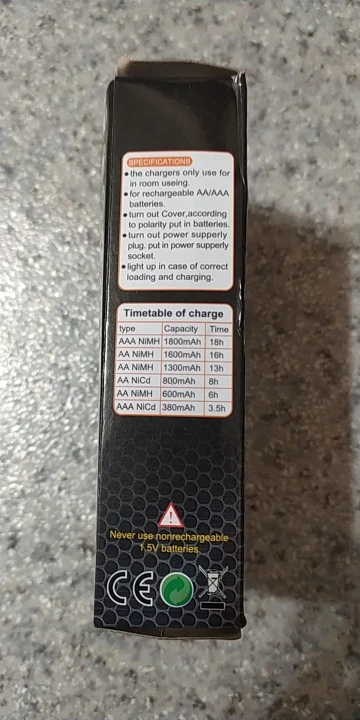 SPECIFICATIONS
• the chargers only use for
in room useing.
• for rechargeable AA/AAA
batteries.
• turn out Cover,according
to polarity put in batteries.
• turn out power supperly
plug. put in power supperly
socket.
• light up in case of correct
loading and charging.
Timetable of charge
type Capacity Time
AAA NiMH 1800mAh 18h
AA NiMH 1600mAh 16h
AA NiMH 1300mAh 13h
AA NiCd 800mAh 8h
AA NiMH 600mAh 6h
AAA NiCd 380mAh 3.5h
Never use nonrechargeable
1.5V batteries
CE